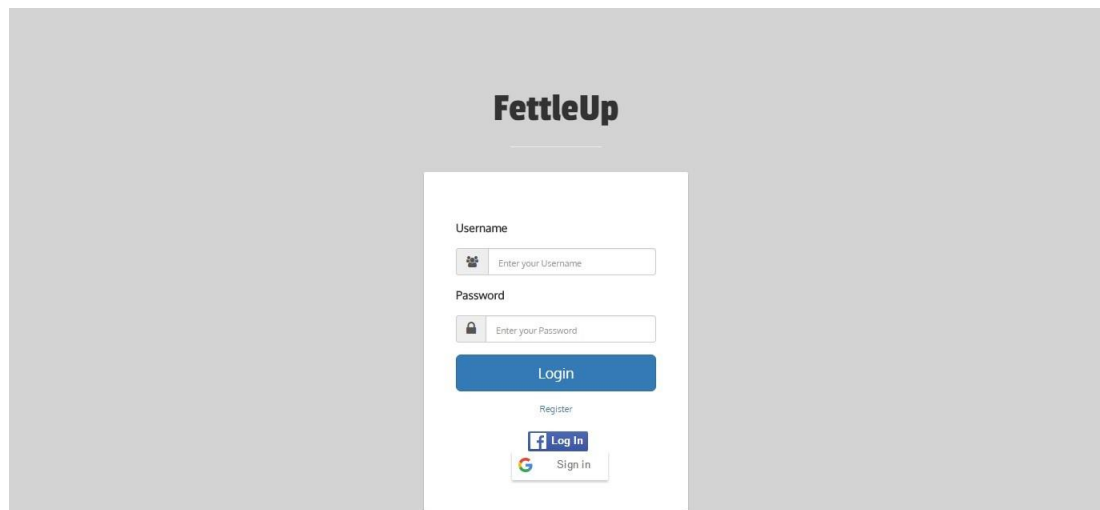 FettleUp
Username
Enter your Username
Password
Enter your Password
Login
Register
Log In
Sign in